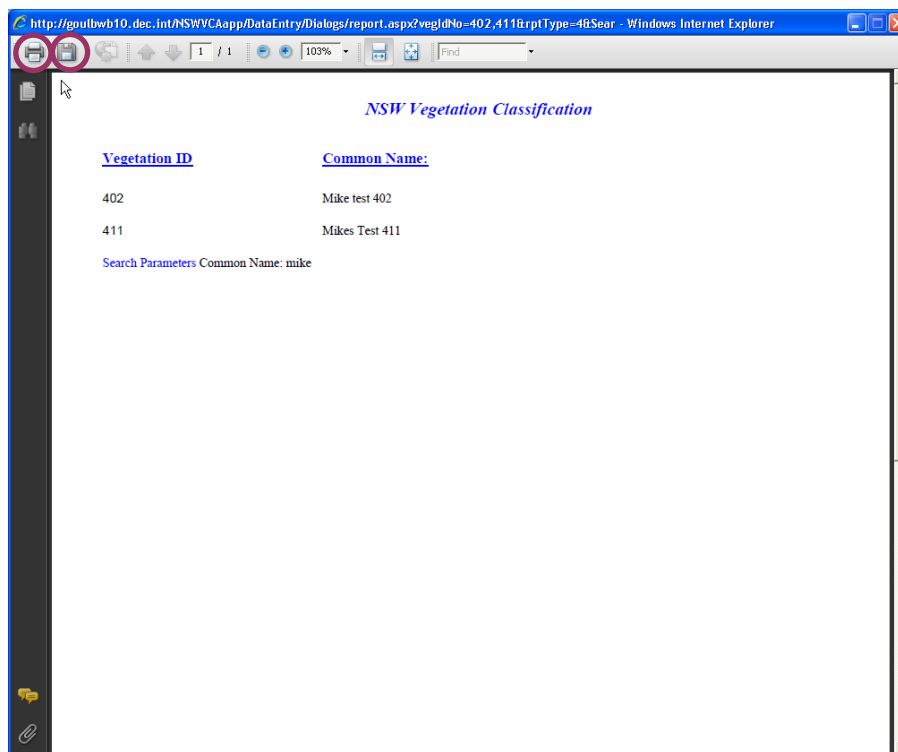 http://goulbwb10.dec.int/NSWVCAapp/DataEntry/Dialogs/report.aspx?vegIdNo=402,411&rptType=4&Sear - Windows Internet Explorer
1 / 1 103% Find
NSW Vegetation Classification
Vegetation ID Common Name:
402 Mike test 402
411 Mikes Test 411
Search Parameters Common Name: mike